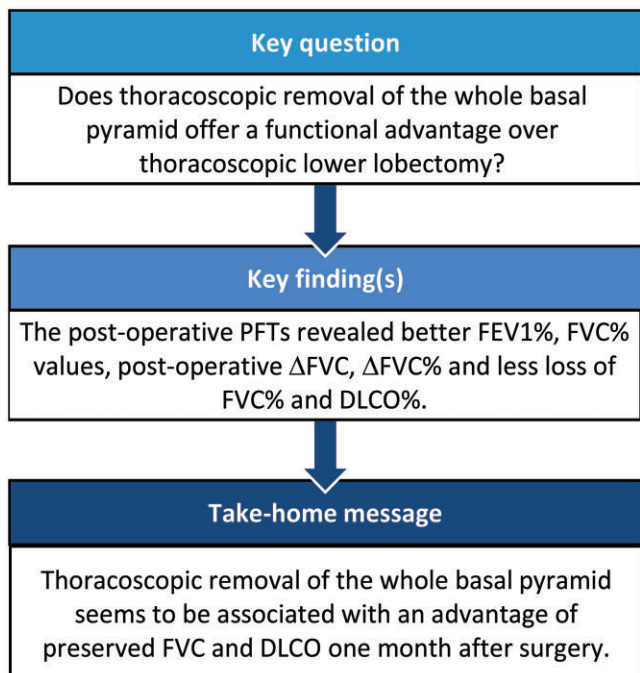 Key question
Does thoracoscopic removal of the whole basal
pyramid offer a functional advantage over
thoracoscopic lower lobectomy?
Key finding(s)
The post-operative PFTs revealed better FEV1%, FVC%
values, post-operative ΔFVC, ΔFVC% and less loss of
FVC% and DLCO%.
Take-home message
Thoracoscopic removal of the whole basal pyramid
seems to be associated with an advantage of
preserved FVC and DLCO one month after surgery.